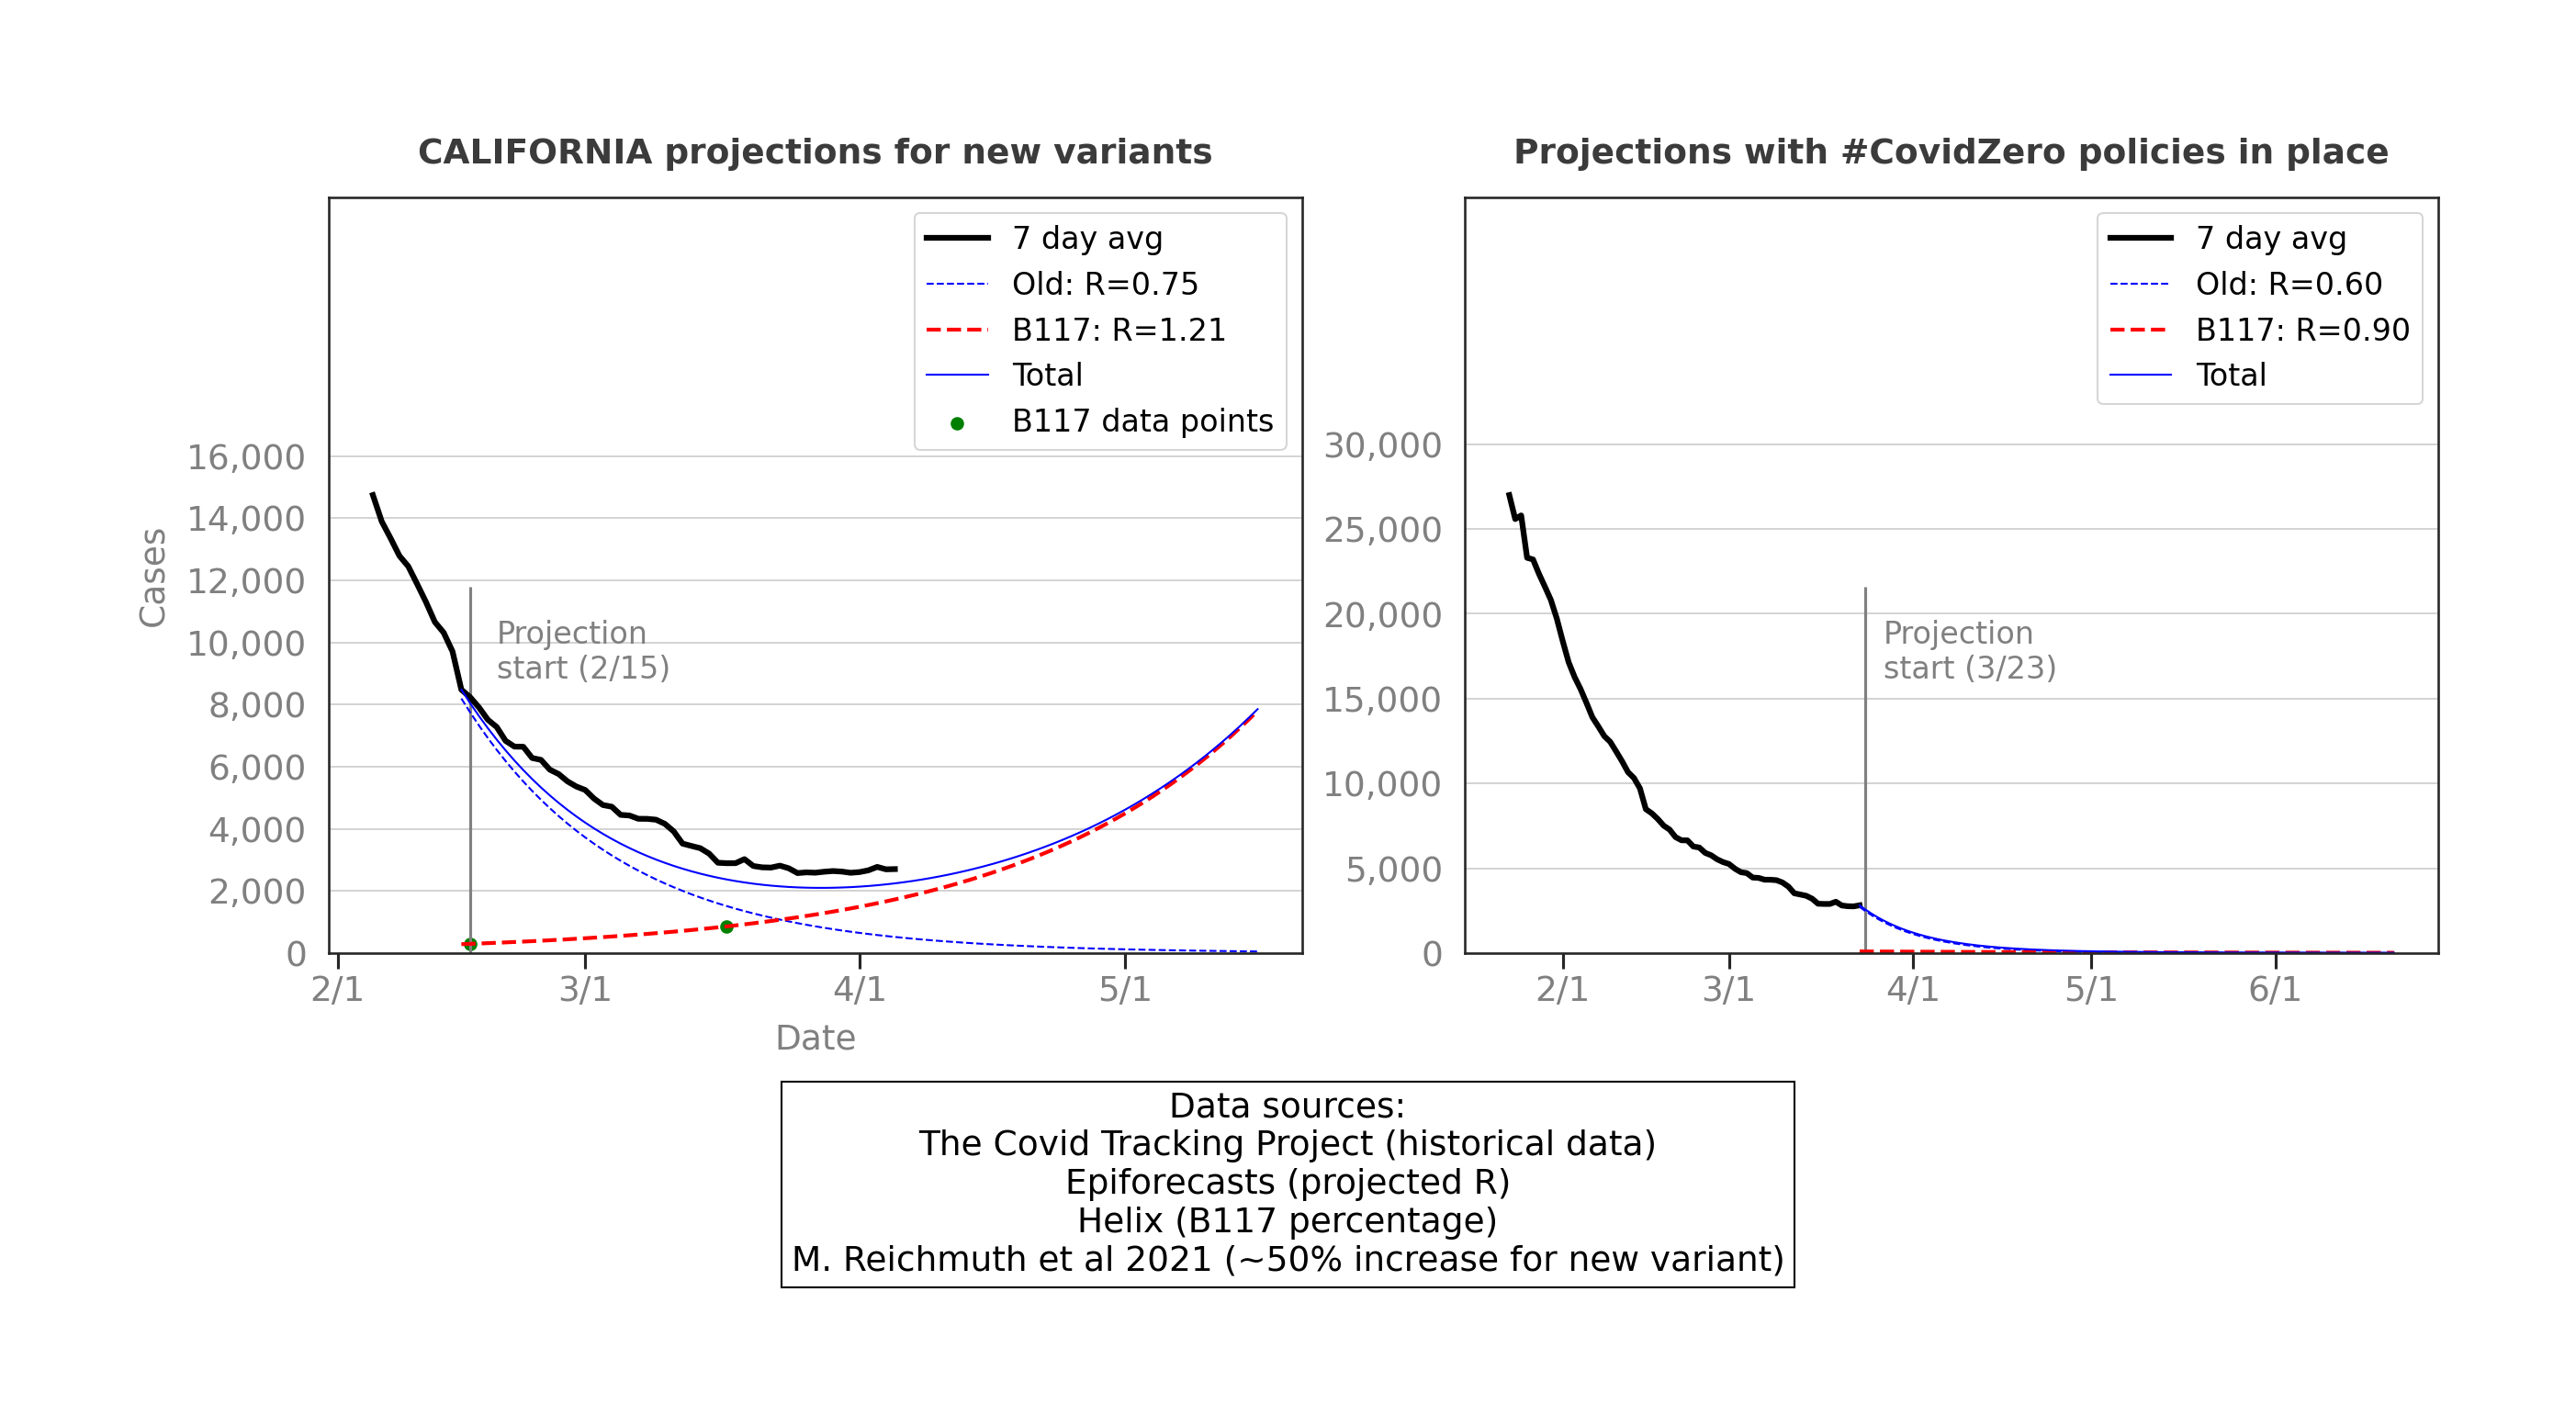 CALIFORNIA projections for new variants
7 day avg
Old: R=0.75
B117: R=1.21
Total
B117 data points
16,000
14,000
12,000
10,000
8,000
6,000
4,000
2,000
0
Cases
Projection
start (2/15)
2/1
3/1
4/1
5/1
Date
Projections with #CovidZero policies in place
7 day avg
Old: R=0.60
B117: R=0.90
Total
30,000
25,000
20,000
15,000
10,000
5,000
0
Projection
start (3/23)
2/1
3/1
4/1
5/1
6/1
Data sources:
The Covid Tracking Project (historical data)
Epiforecasts (projected R)
Helix (B117 percentage)
M. Reichmuth et al 2021 (~50% increase for new variant)